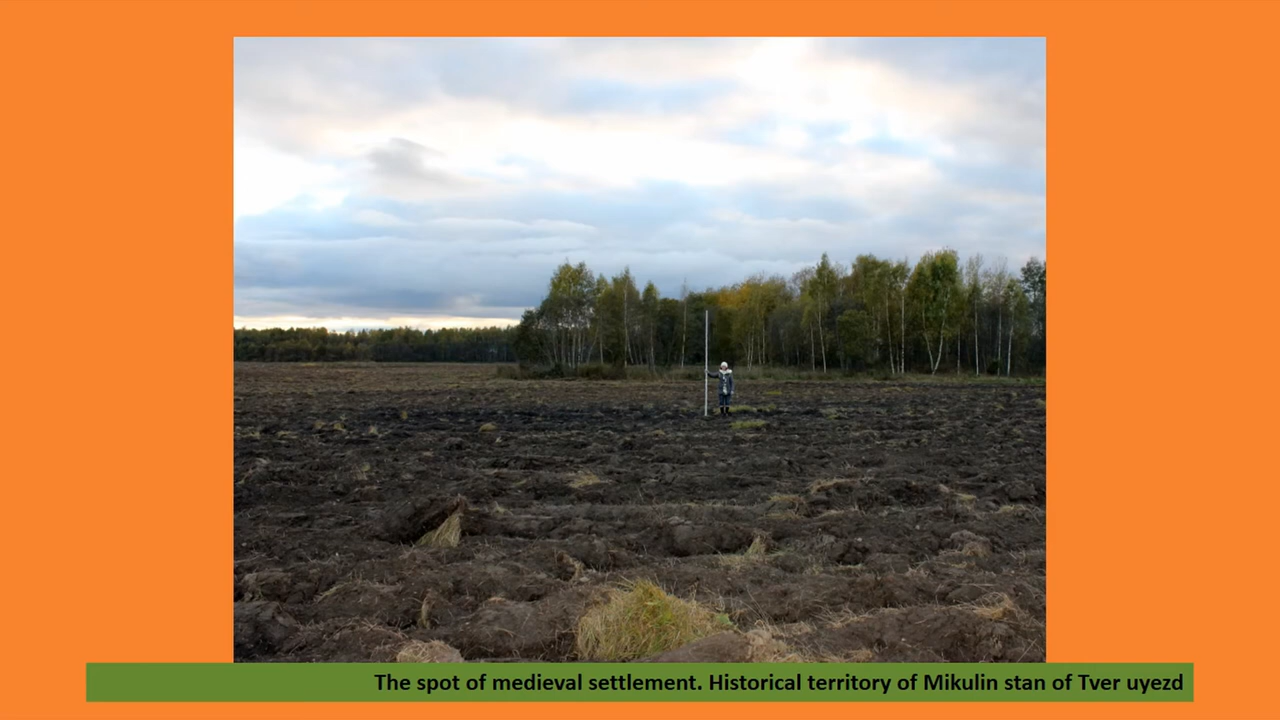 The spot of medieval settlement. Historical territory of Mikulin stan of Tver uyezd